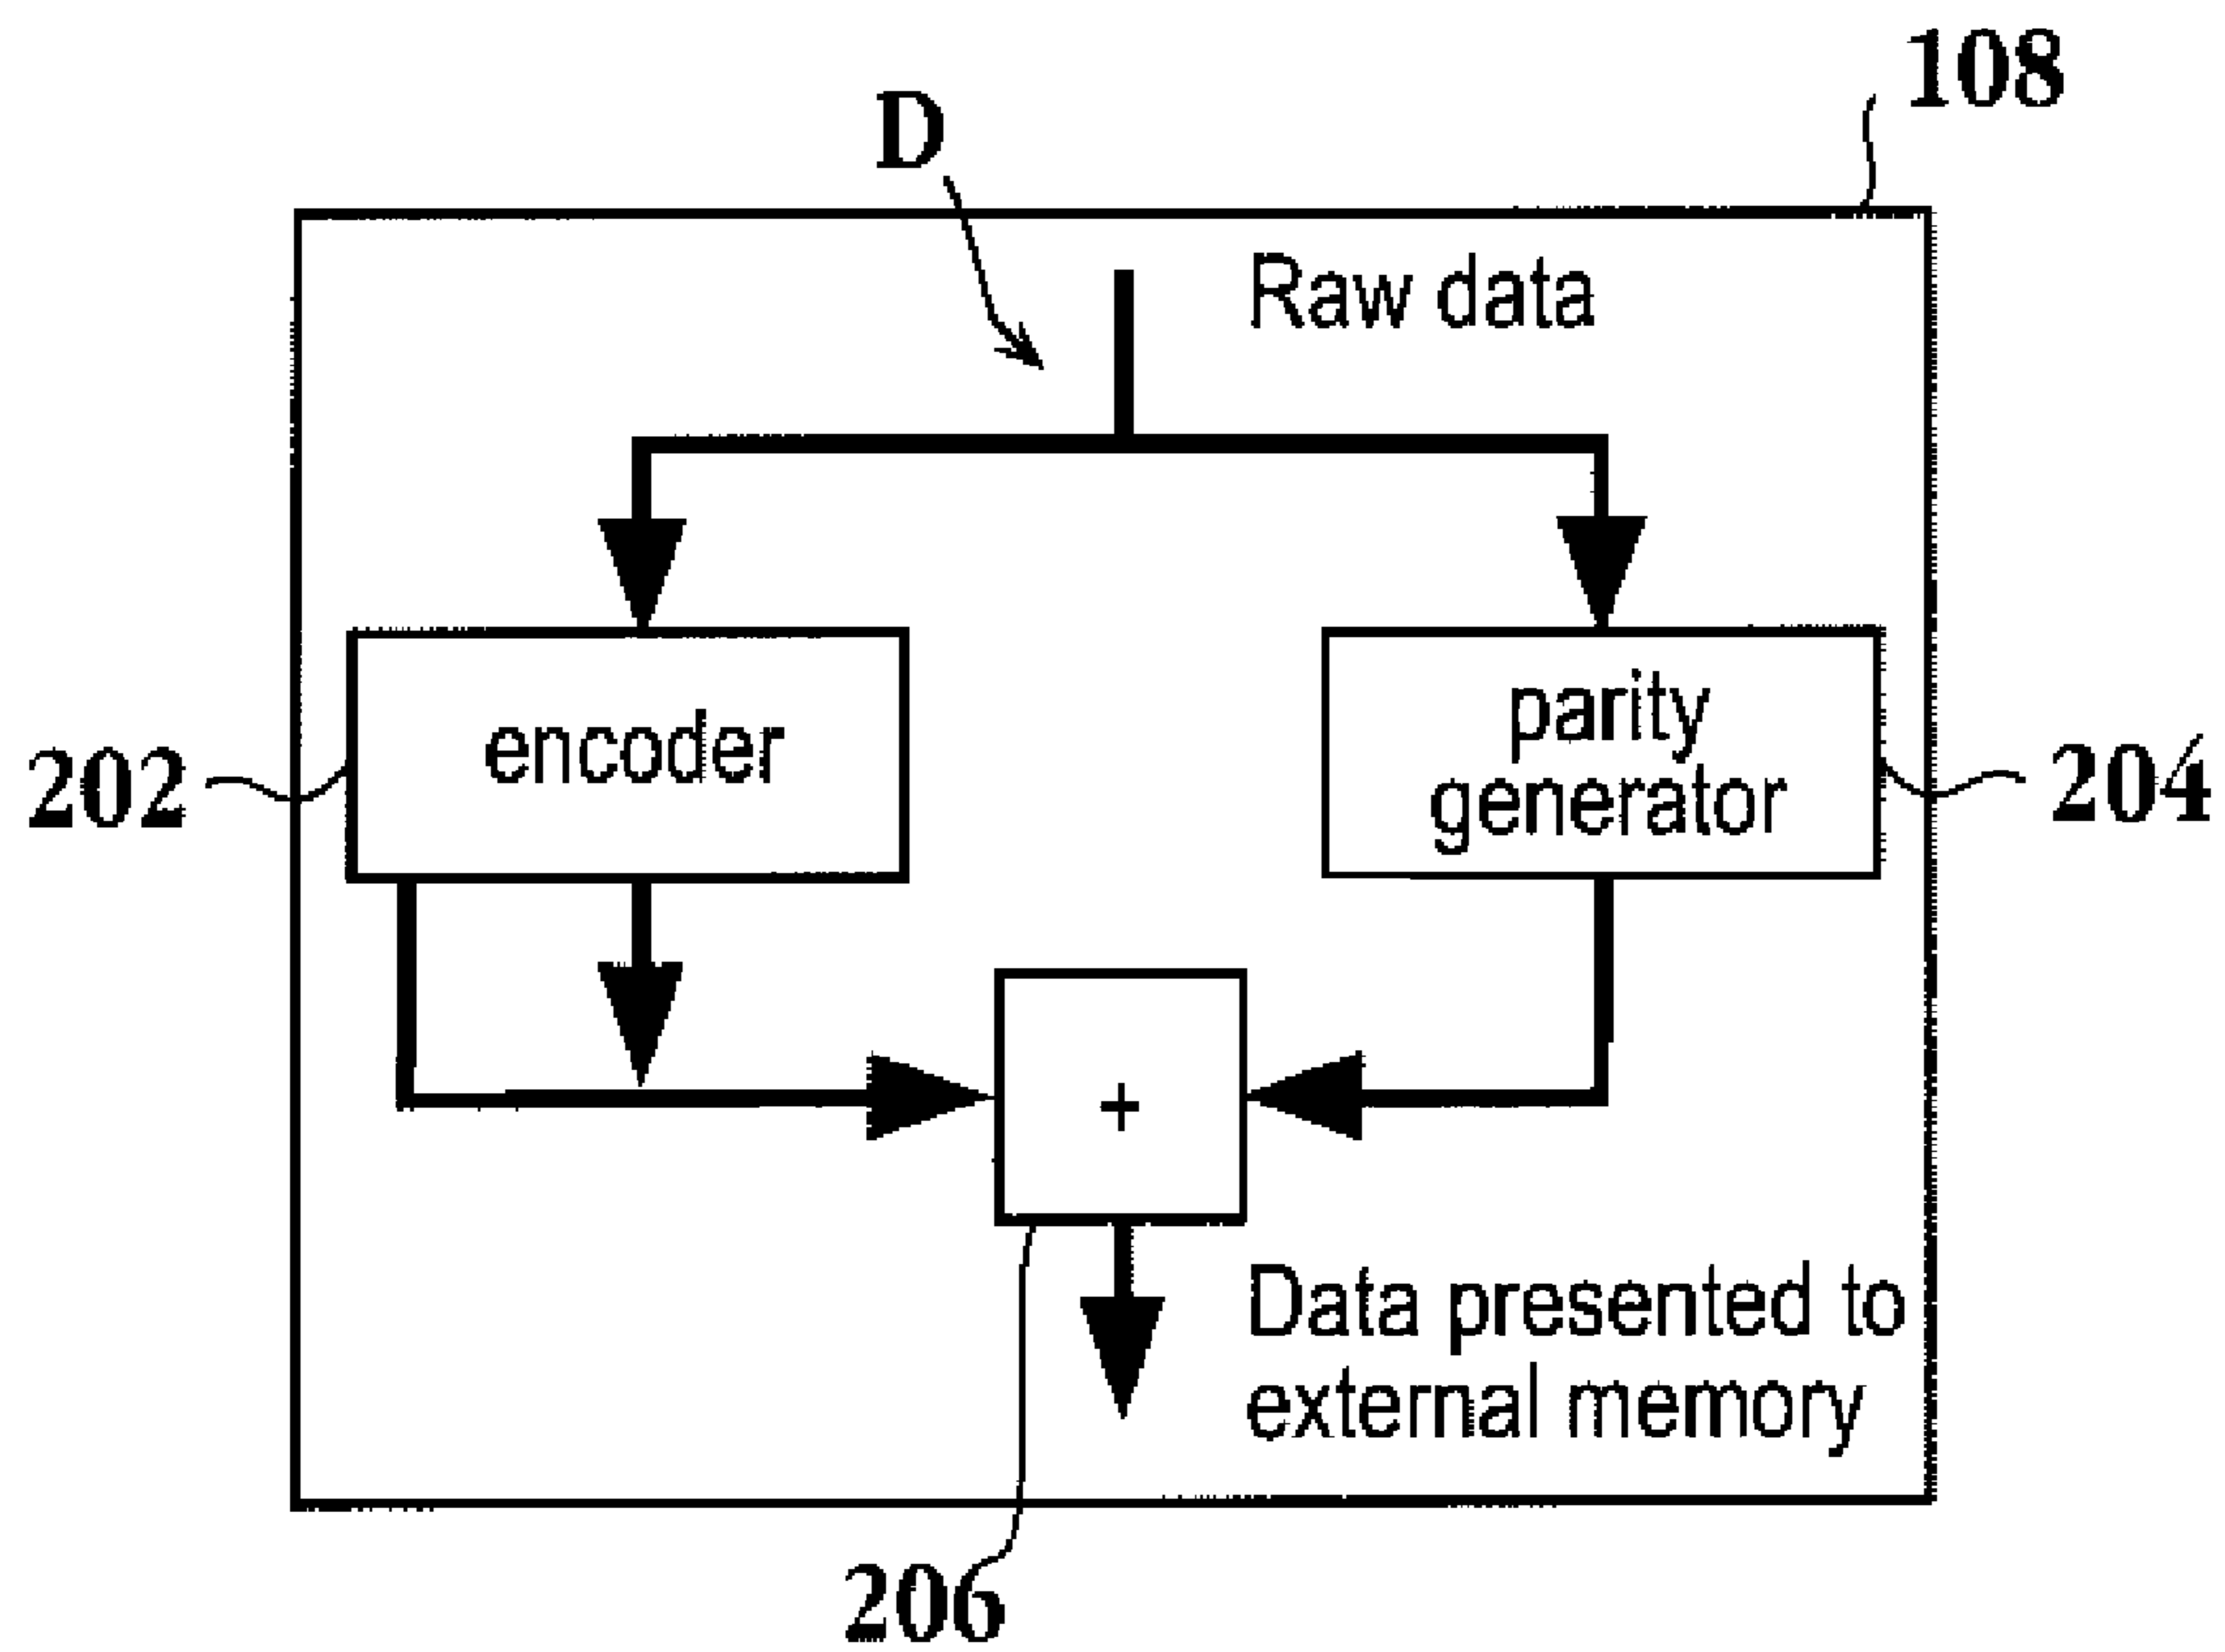 108
D
Raw data
encoder
parity
generator
202
204
+
Data presented to
external memory
206